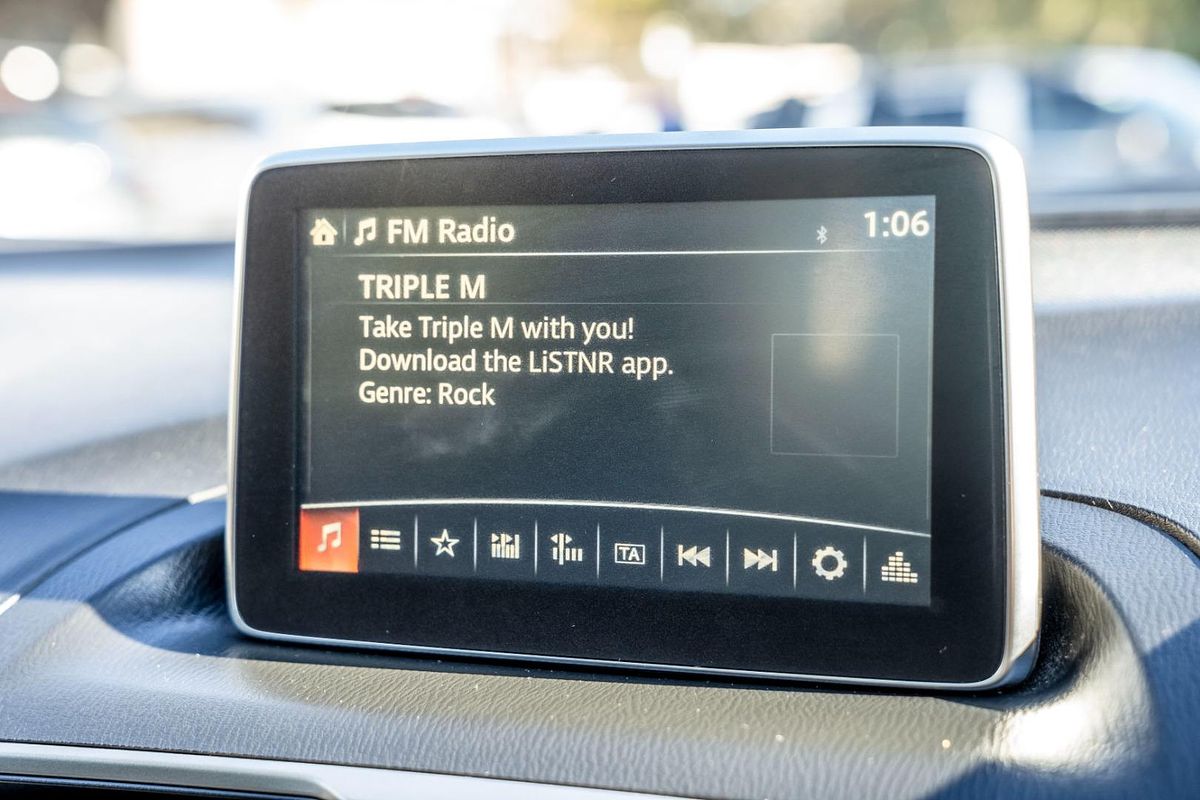 FM Radio
1:06
TRIPLE M
Take Triple M with you!
Download the LiSTNR app.
Genre: Rock
TA